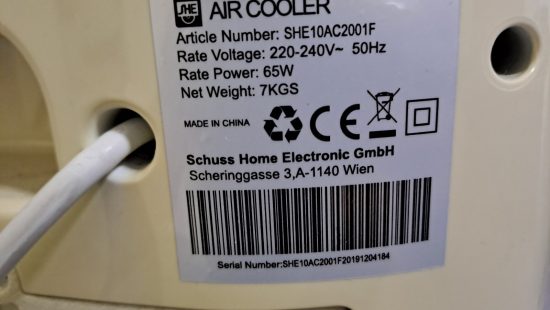 SHE AIR COOLER
Article Number: SHE10AC2001F
Rate Voltage: 220-240V~ 50Hz
Rate Power: 65W
Net Weight: 7KGS
MADE IN CHINA
Schuss Home Electronic GmbH
Scheringgasse 3,A-1140 Wien
Serial Number:SHE10AC2001F20191204184